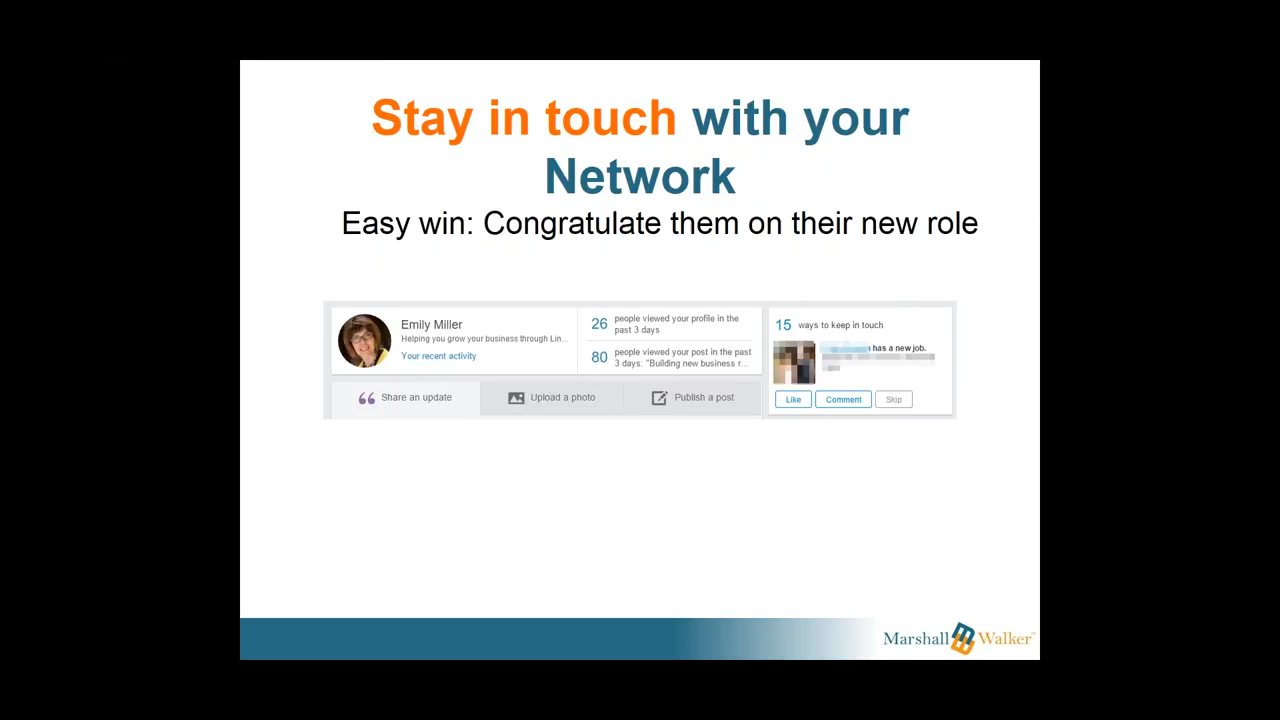 Stay in touch with your
Network
Easy win: Congratulate them on their new role
Emily Miller
Helping you grow your business through Lin...
Your recent activity
26 people viewed your profile in the
past 3 days
80 people viewed your post in the past
3 days. "Building new business r...
15 ways to keep in touch
has a new job.
Like Comment Skip
Share an update Upload a photo Publish a post
Marshall Walker